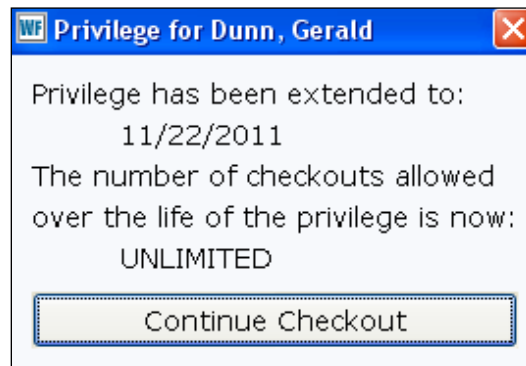 WF Privilege for Dunn, Gerald
Privilege has been extended to:
11/22/2011
The number of checkouts allowed
over the life of the privilege is now:
UNLIMITED
Continue Checkout